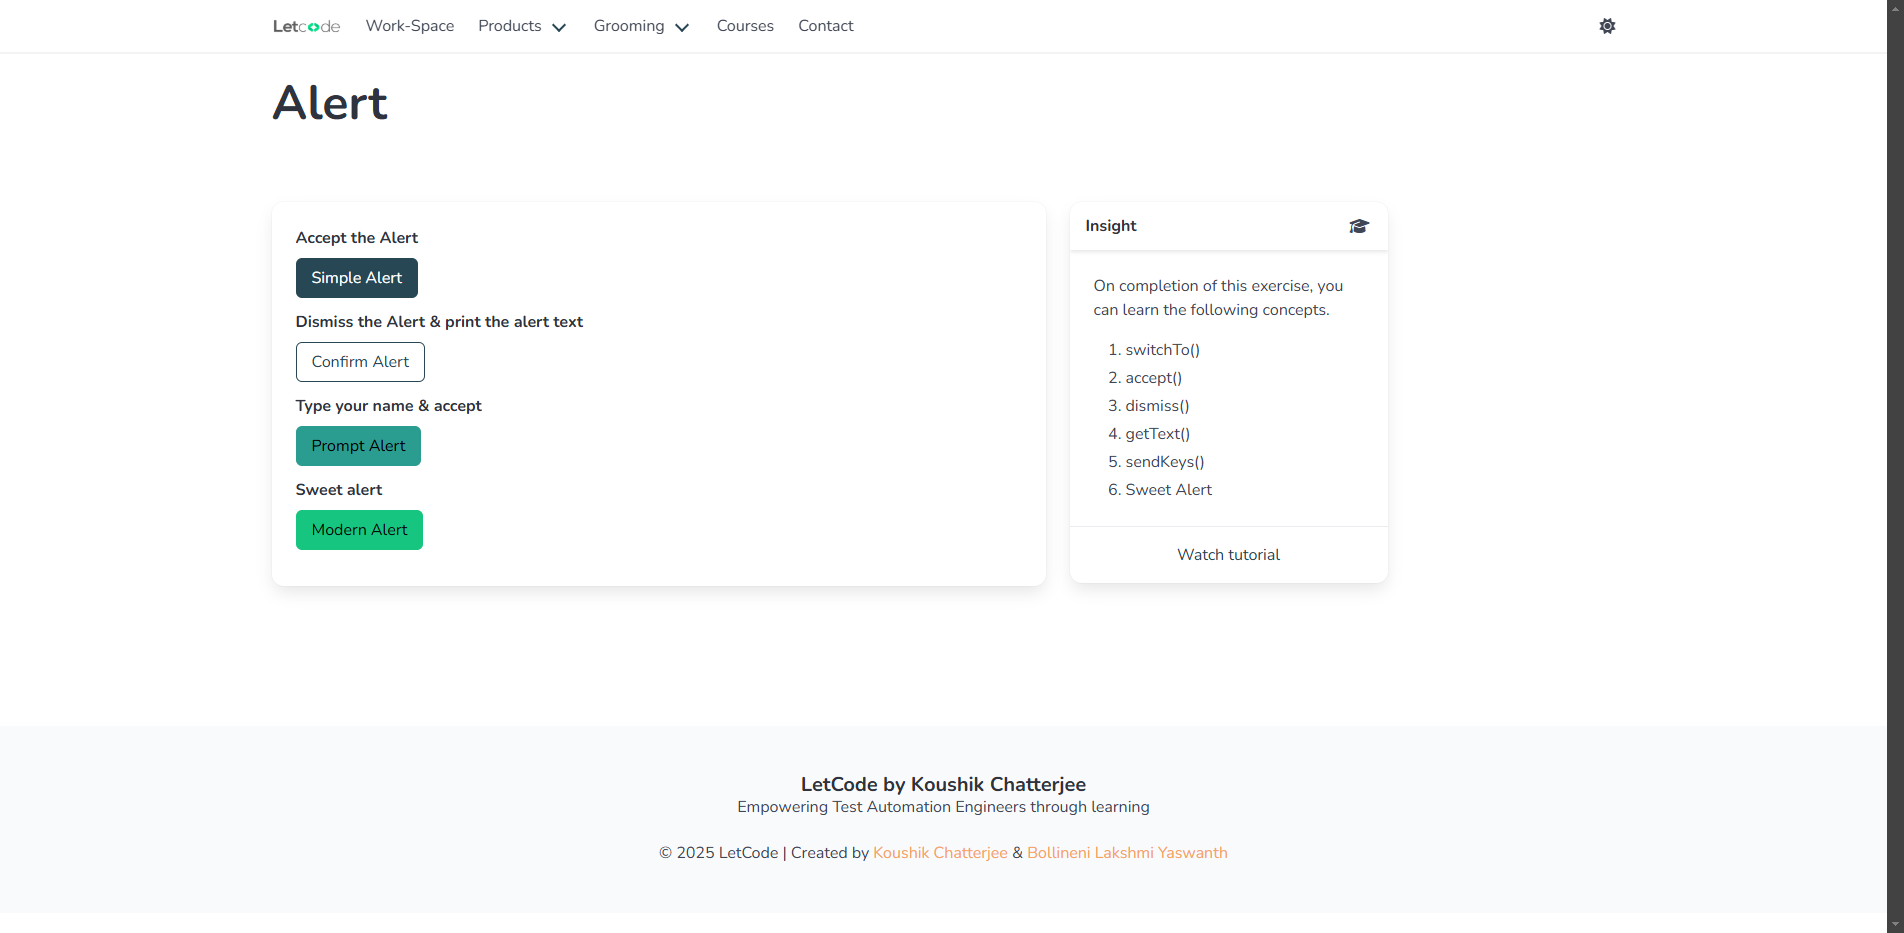 Letcode Work-Space Products Grooming Courses Contact
Alert
Accept the Alert
Simple Alert
Dismiss the Alert & print the alert text
Confirm Alert
Type your name & accept
Prompt Alert
Sweet alert
Modern Alert
Insight
On completion of this exercise, you
can learn the following concepts.
1. switchTo()
2. accept()
3. dismiss()
4. getText()
5. sendKeys()
6. Sweet Alert
Watch tutorial
LetCode by Koushik Chatterjee
Empowering Test Automation Engineers through learning
© 2025 LetCode | Created by Koushik Chatterjee & Bollineni Lakshmi Yaswanth